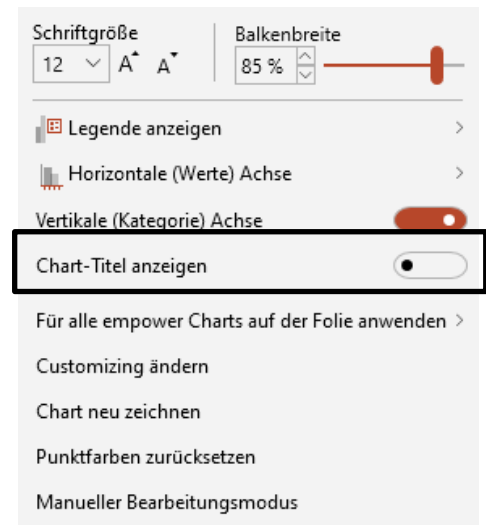 Schriftgröße
Balkenbreite
12 A A 85 %
Legende anzeigen
Horizontale (Werte) Achse
Vertikale (Kategorie) Achse
Chart-Titel anzeigen
Für alle empower Charts auf der Folie anwenden
Customizing ändern
Chart neu zeichnen
Punktfarben zurücksetzen
Manueller Bearbeitungsmodus